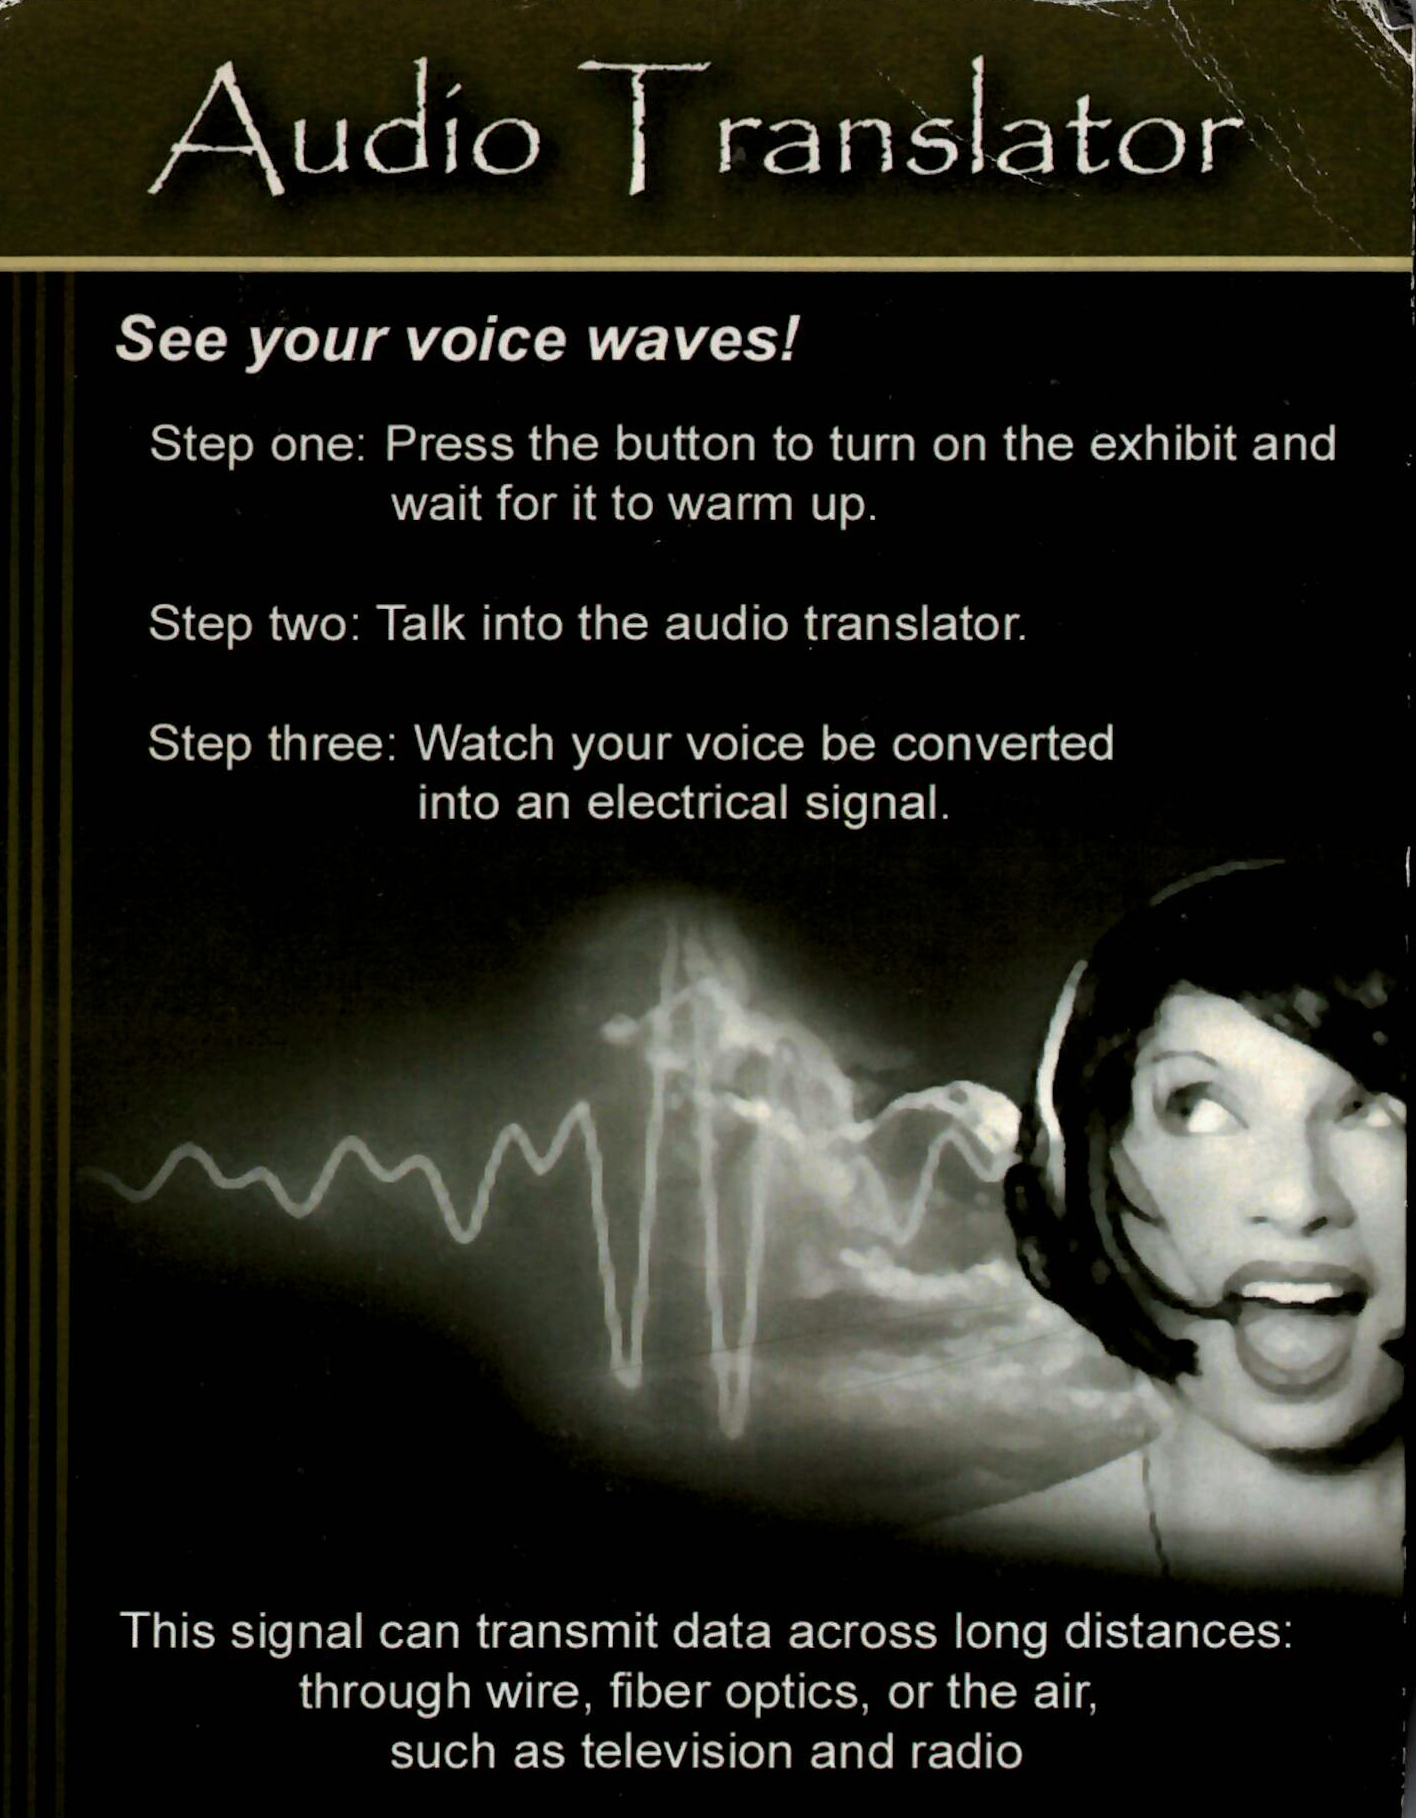 Audio Translator
See your voice waves!
Step one: Press the button to turn on the exhibit and
wait for it to warm up.
Step two: Talk into the audio translator.
Step three: Watch your voice be converted
into an electrical signal.
This signal can transmit data across long distances:
through wire, fiber optics, or the air,
such as television and radio